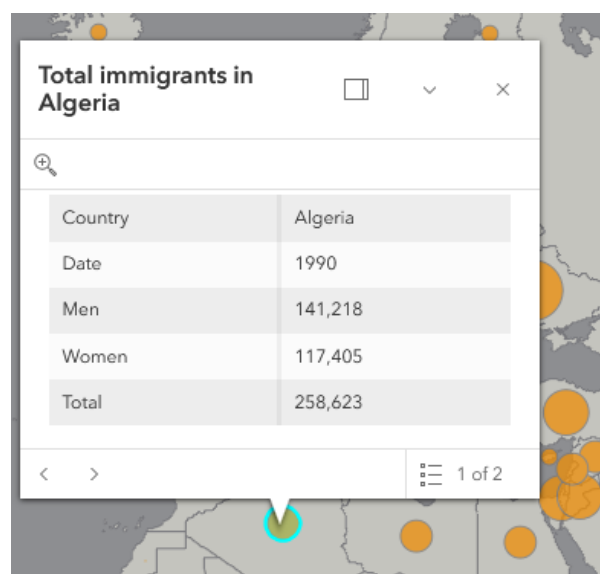 Total immigrants in
Algeria
Country Algeria
Date 1990
Men 141,218
Women 117,405
Total 258,623
1 of 2